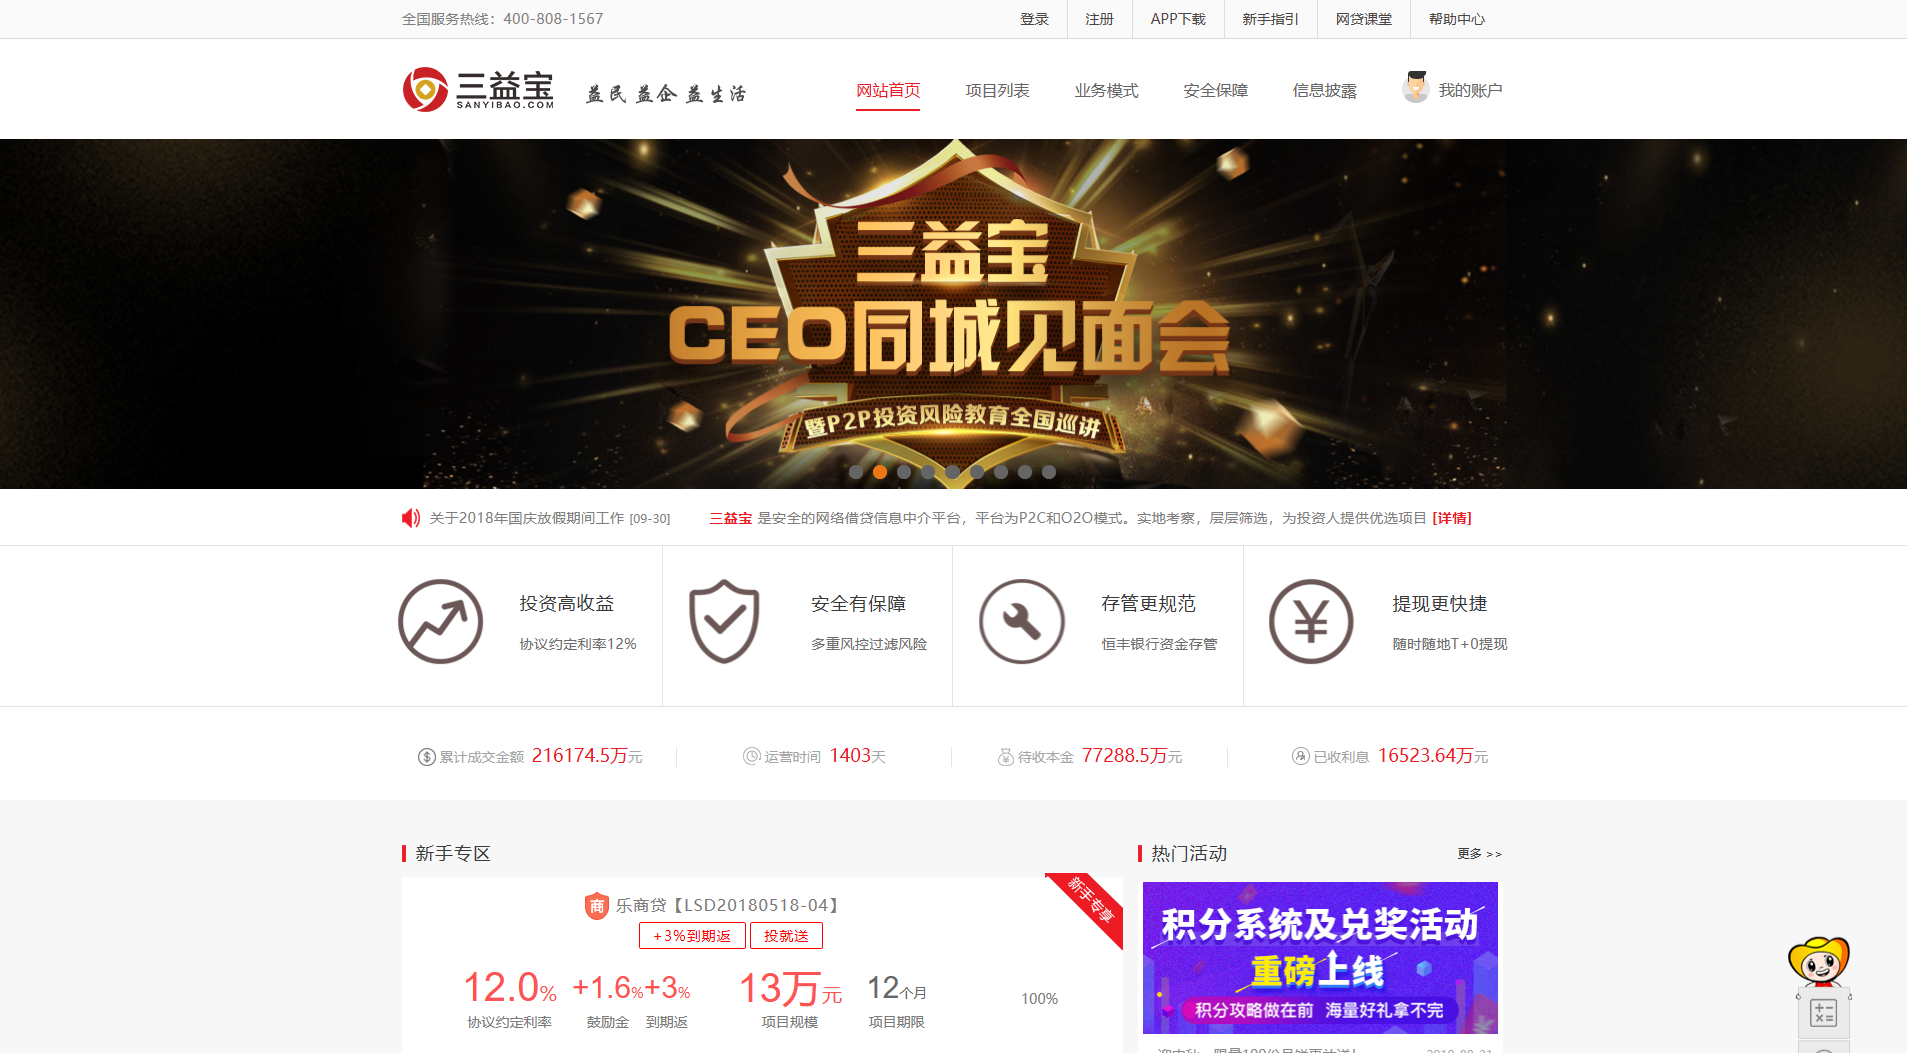 全国服务热线：400-808-1567
登录 注册 APP下载 新手指引 网贷课堂 帮助中心
三益宝
SANYIBAO.COM
益民 益企 益生活
网站首页 项目列表 业务模式 安全保障 信息披露 我的账户
三益宝
CEO同城见面会
暨P2P投资风险教育全国巡讲
关于2018年国庆放假期间工作 [09-30]
三益宝 是安全的网络借贷信息中介平台，平台为P2C和O2O模式。实地考察，层层筛选，为投资人提供优选项目 [详情]
投资高收益
协议约定利率12%
安全有保障
多重风控过滤风险
存管更规范
恒丰银行资金存管
提现更快捷
随时随地T+0提现
累计成交金额 216174.5万元
运营时间 1403天
待收本金 77288.5万元
已收利息 16523.64万元
新手专区
新手专享
商 乐商贷【LSD20180518-04】
+3%到期返 投就送
12.0% +1.6%+3% 13万元 12个月
100%
协议约定利率 鼓励金 到期返 项目规模 项目期限
热门活动 更多 >>
积分系统及兑奖活动
重磅上线
积分攻略做在前 海量好礼拿不完